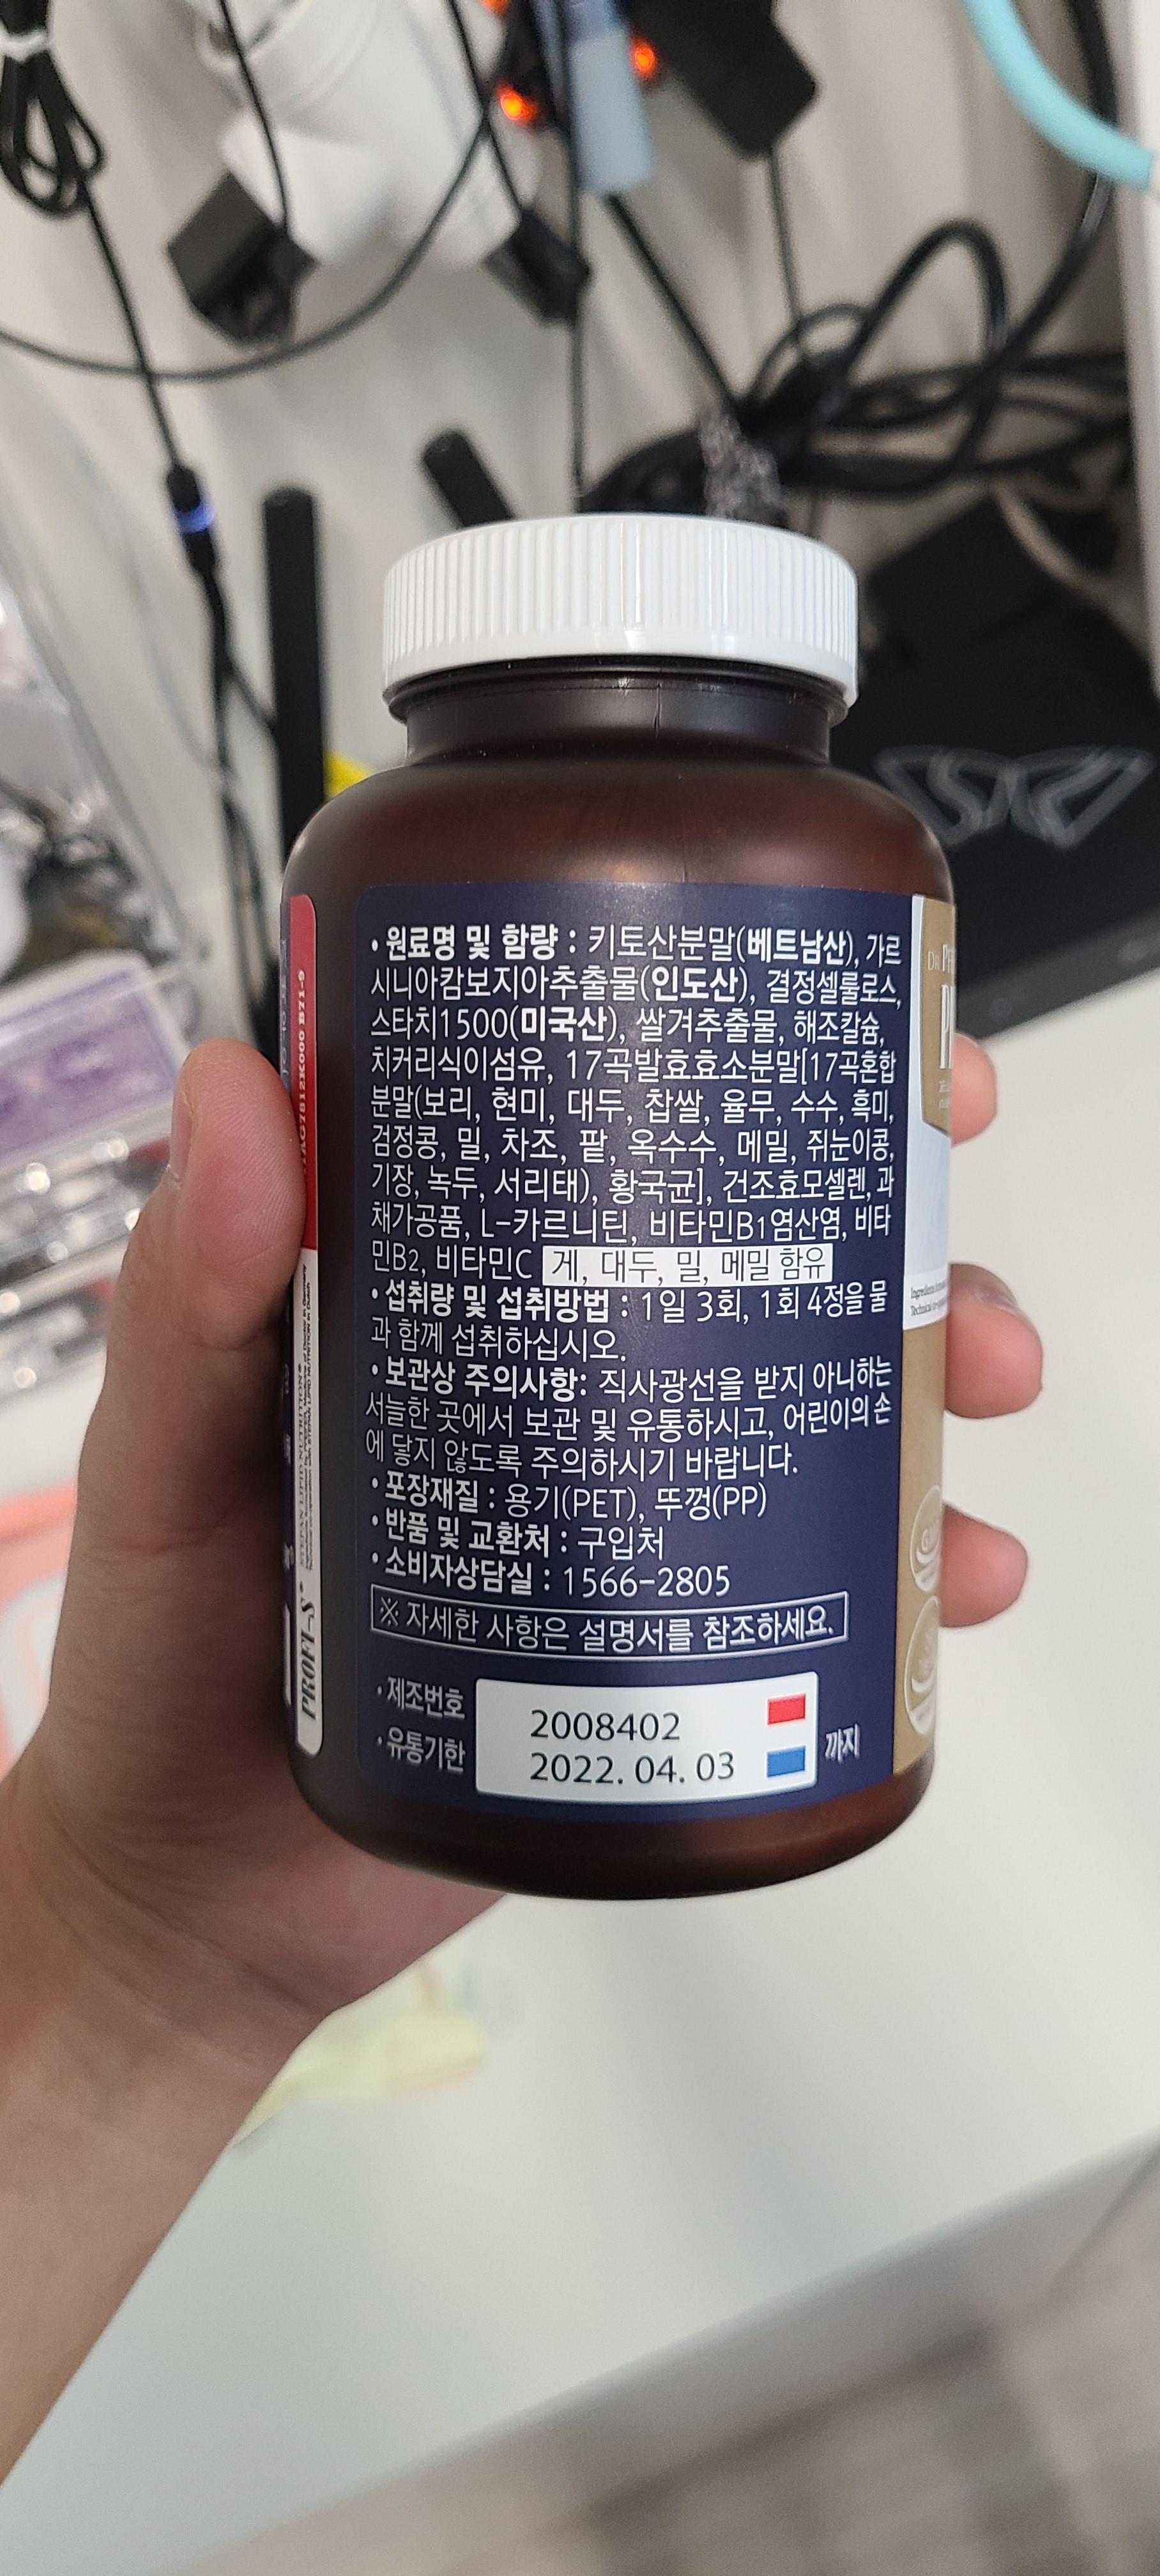 • 원료명 및 함량 : 키토산분말(베트남산), 가르
시니아캄보지아추출물(인도산), 결정셀룰로스,
스타치1500(미국산), 쌀겨추출물, 해조칼슘,
치커리식이섬유, 17곡발효효소분말[17곡혼합
분말(보리, 현미, 대두, 찹쌀, 율무, 수수, 흑미,
검정콩, 밀, 차조, 팥, 옥수수, 메밀, 쥐눈이콩,
기장, 녹두, 서리태), 황국균], 건조효모셀렌, 과
채가공품, L-카르니틴, 비타민B1염산염, 비타
민B2, 비타민C 게, 대두, 밀, 메밀 함유
• 섭취량 및 섭취방법 : 1일 3회, 1회 4정을 물
과 함께 섭취하십시오.
• 보관상 주의사항: 직사광선을 받지 아니하는
서늘한 곳에서 보관 및 유통하시고, 어린이의 손
에 닿지 않도록 주의하시기 바랍니다.
• 포장재질 : 용기(PET), 뚜껑(PP)
• 반품 및 교환처 : 구입처
• 소비자상담실 : 1566-2805
※ 자세한 사항은 설명서를 참조하세요.
· 제조번호 2008402
· 유통기한 2022. 04. 03 까지